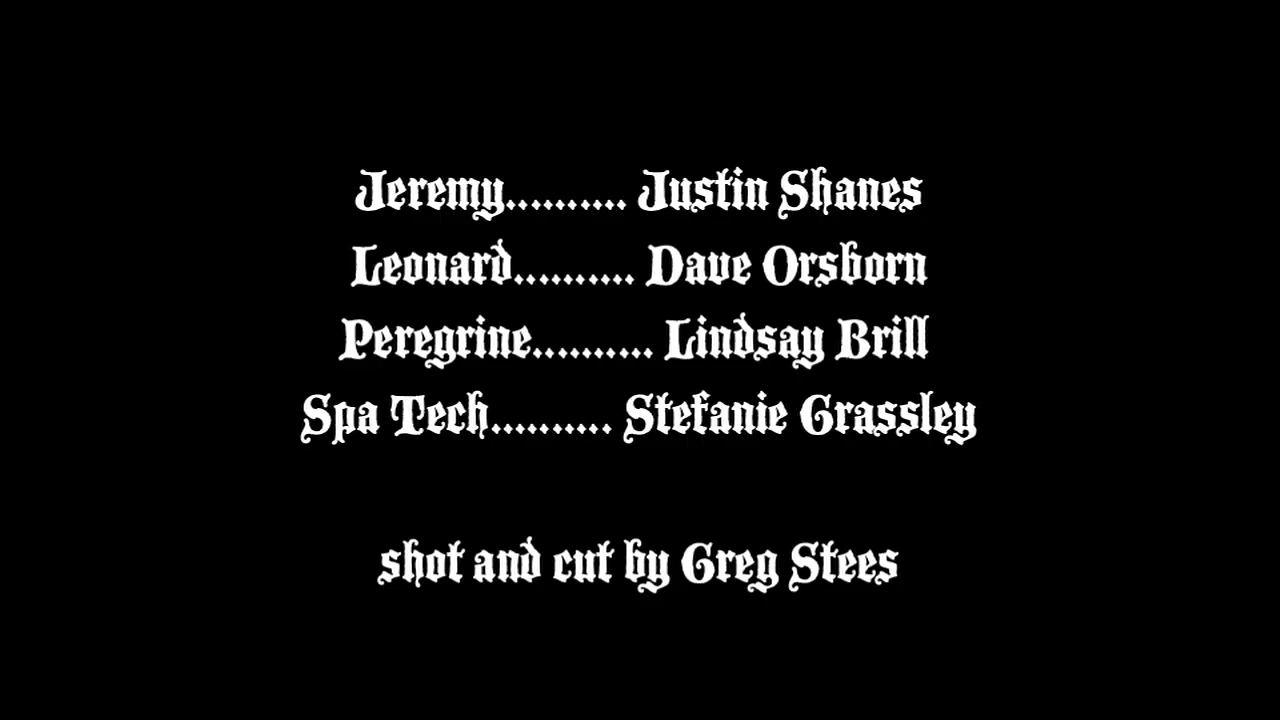 Jeremy.......... Justin Shanes
Leonard.......... Dave Orsborn
Peregrine.......... Lindsay Brill
Spa Tech.......... Stefanie Grassley
shot and cut by Greg Stees